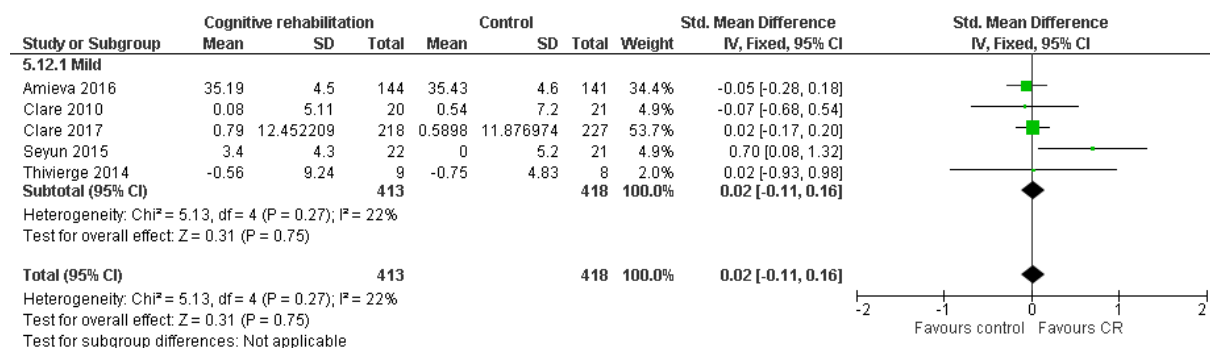 Cognitive rehabilitation Control Std. Mean Difference Std. Mean Difference
Study or Subgroup Mean SD Total Mean SD Total Weight IV, Fixed, 95% CI IV, Fixed, 95% CI
5.12.1 Mild
Amieva 2016 35.19 4.5 144 35.43 4.6 141 34.4% -0.05 [-0.28, 0.18]
Clare 2010 0.08 5.11 20 0.54 7.2 21 4.9% -0.07 [-0.68, 0.54]
Clare 2017 0.79 12.452209 218 0.5898 11.876974 227 53.7% 0.02 [-0.17, 0.20]
Seyun 2015 3.4 4.3 22 0 5.2 21 4.9% 0.70 [0.08, 1.32]
Thivierge 2014 -0.56 9.24 9 -0.75 4.83 8 2.0% 0.02 [-0.93, 0.98]
Subtotal (95% CI) 413 418 100.0% 0.02 [-0.11, 0.16]
Heterogeneity: Chi² = 5.13, df = 4 (P = 0.27); I² = 22%
Test for overall effect: Z = 0.31 (P = 0.75)
Total (95% CI) 413 418 100.0% 0.02 [-0.11, 0.16]
Heterogeneity: Chi² = 5.13, df = 4 (P = 0.27); I² = 22%
Test for overall effect: Z = 0.31 (P = 0.75)
Test for subgroup differences: Not applicable
-2 -1 0 1 2
Favours control Favours CR